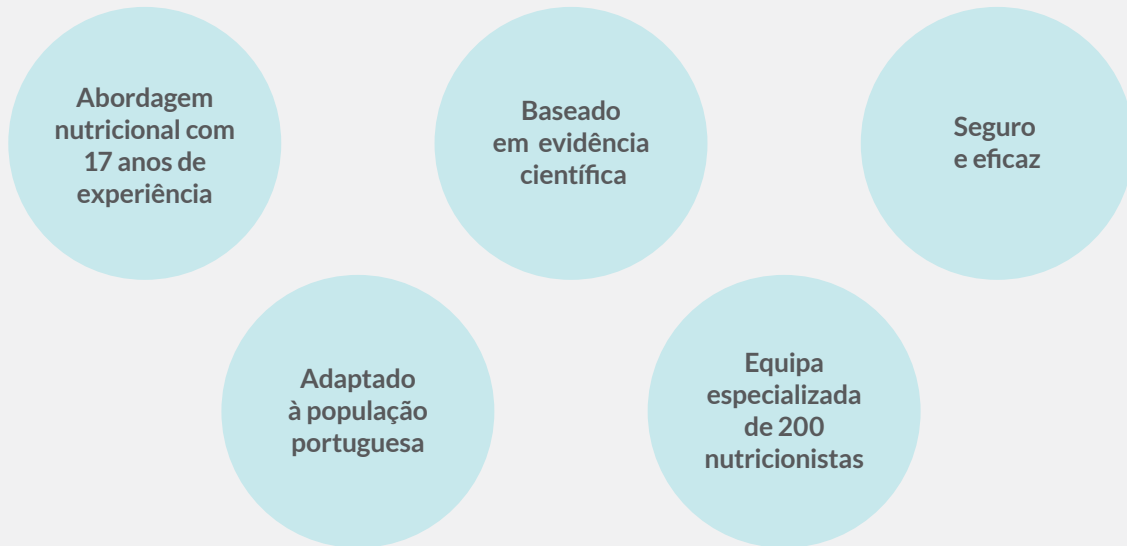 Abordagem
nutricional com
17 anos de
experiência
Baseado
em evidência
científica
Seguro
e eficaz
Adaptado
à população
portuguesa
Equipa
especializada
de 200
nutricionistas